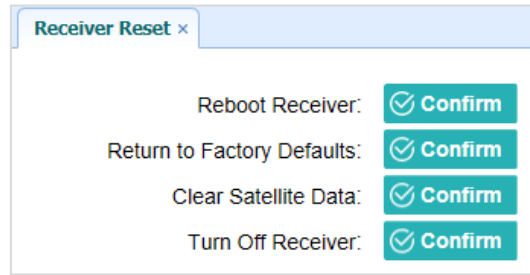 Receiver Reset ×
Reboot Receiver: Confirm
Return to Factory Defaults: Confirm
Clear Satellite Data: Confirm
Turn Off Receiver: Confirm